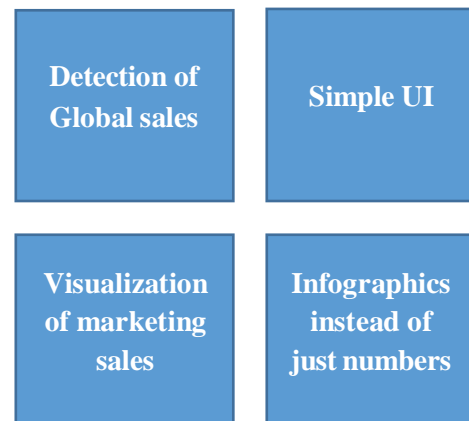 Detection of
Global sales
Simple UI
Visualization
of marketing
sales
Infographics
instead of
just numbers